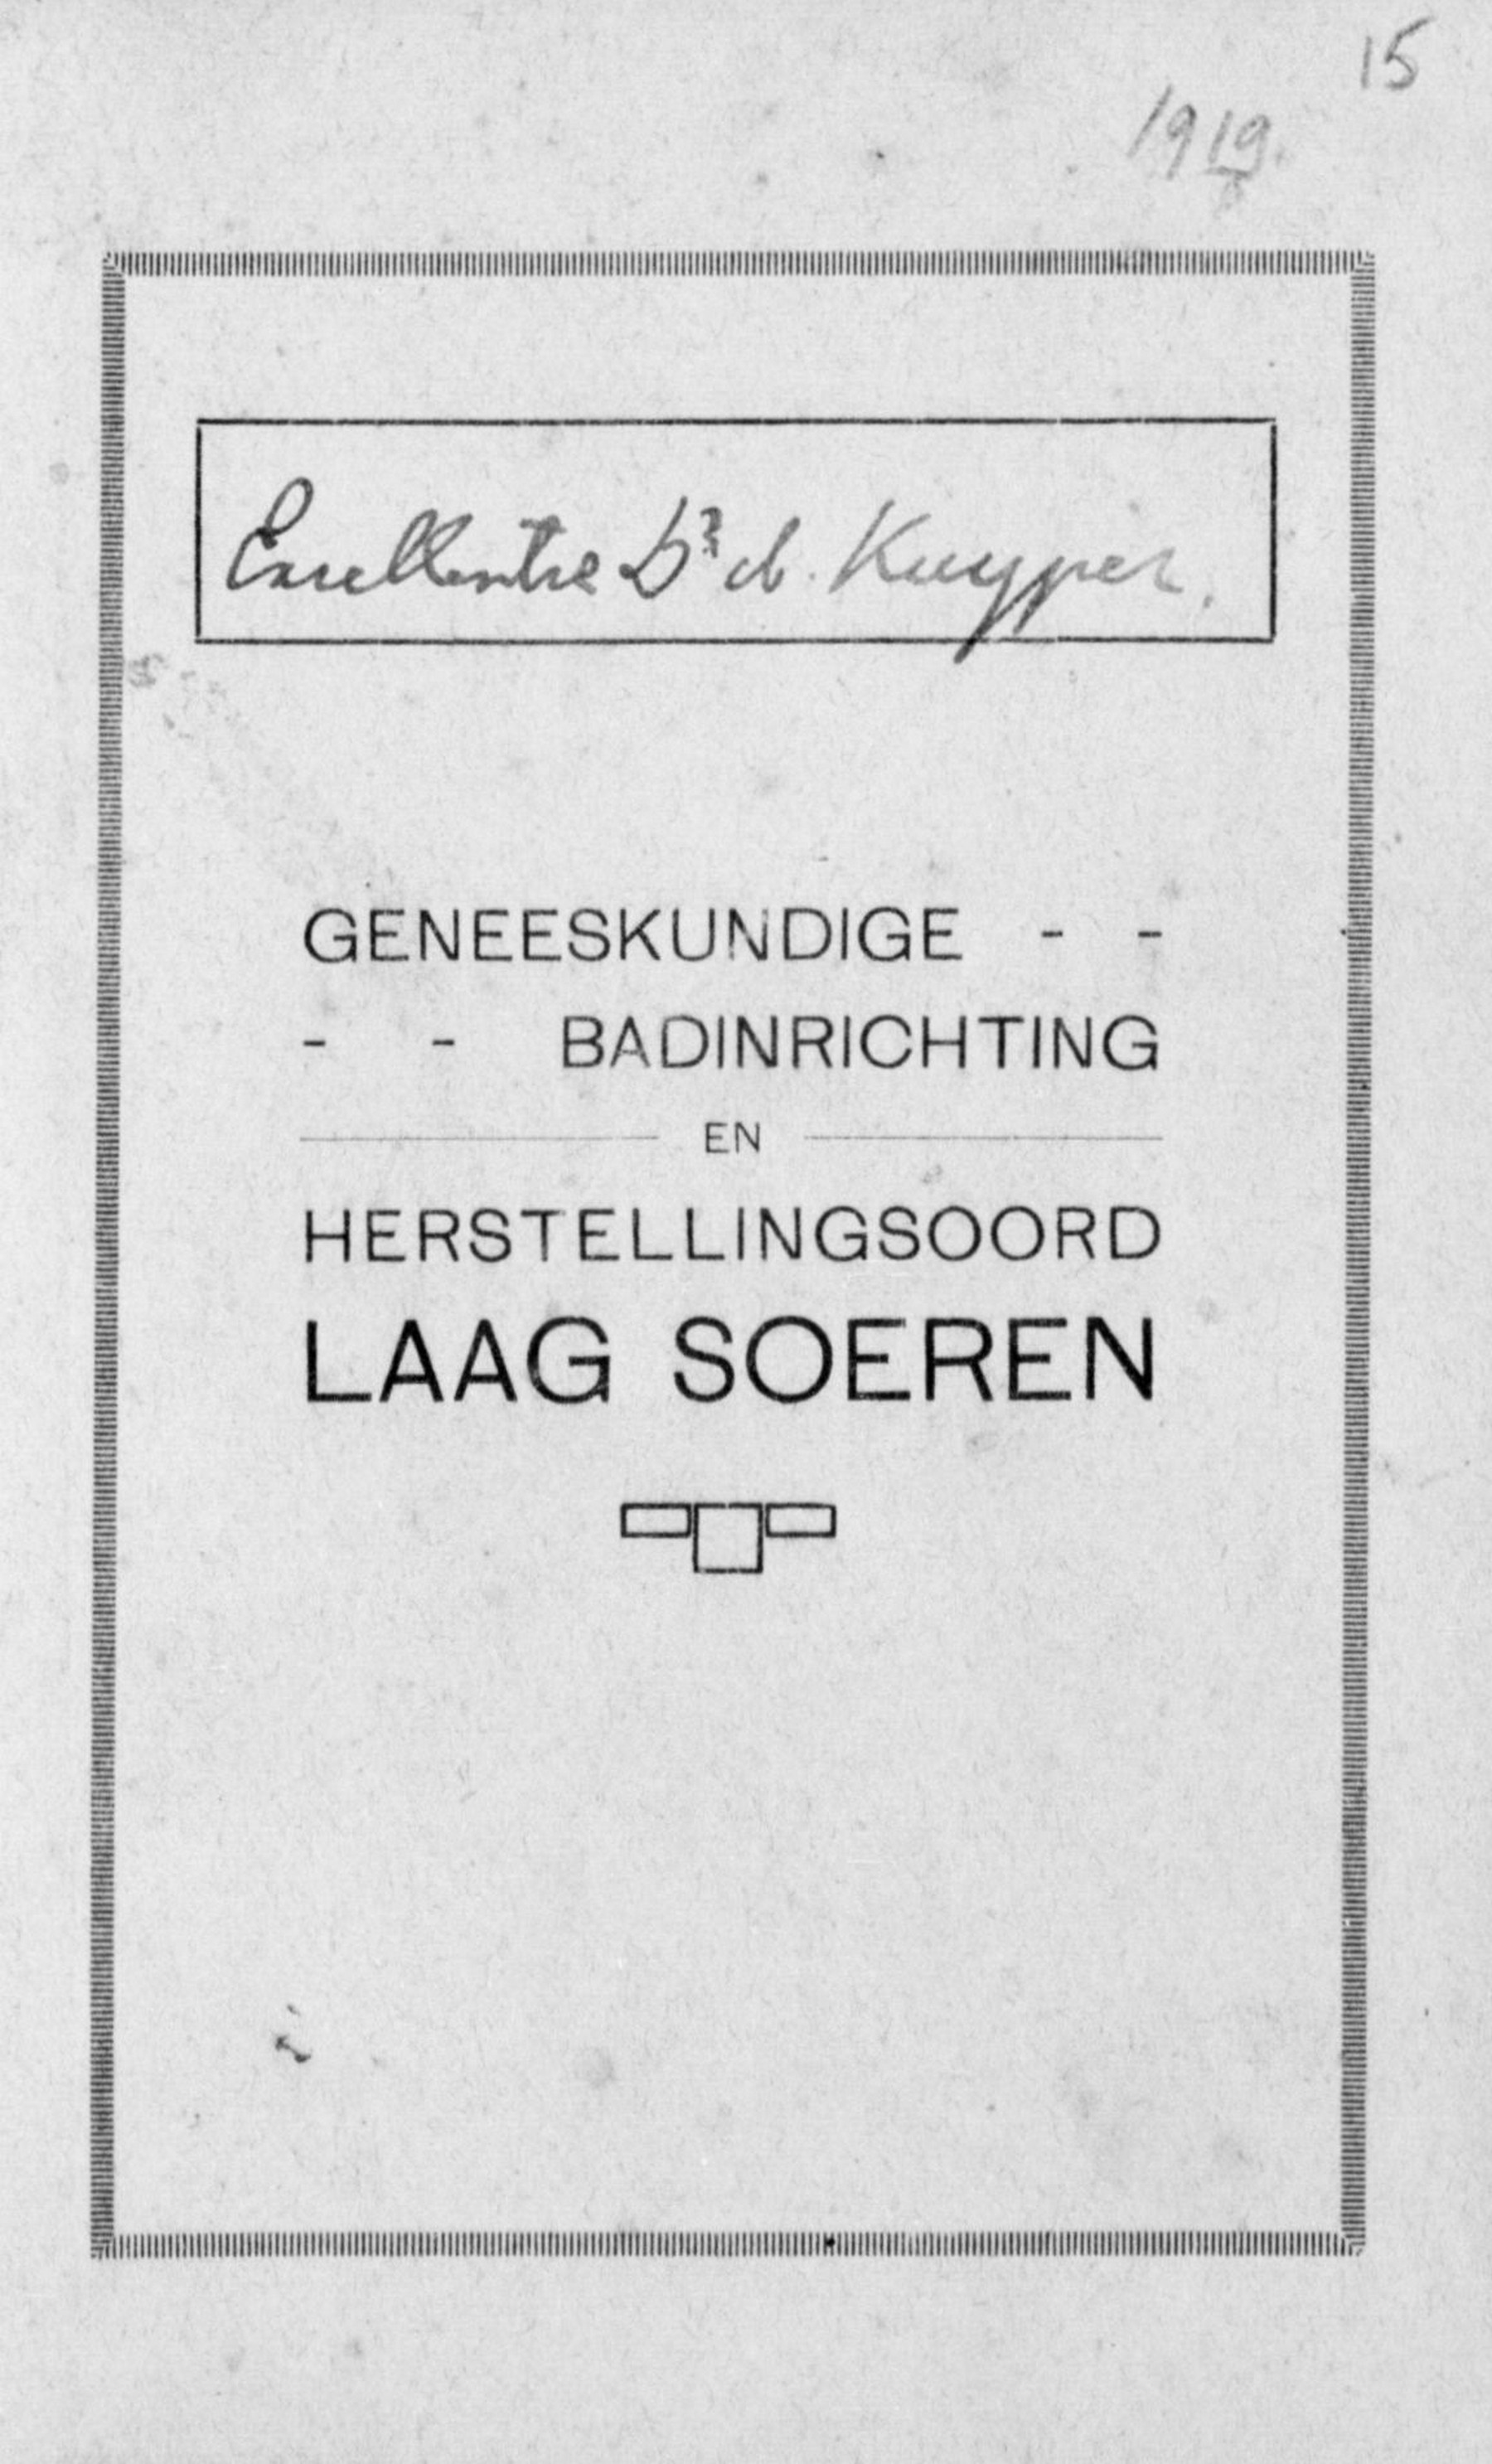 15
1919.
Excellentie Dr A. Kuyper.
GENEESKUNDIGE - -
- - BADINRICHTING
EN
HERSTELLINGSOORD
LAAG SOEREN